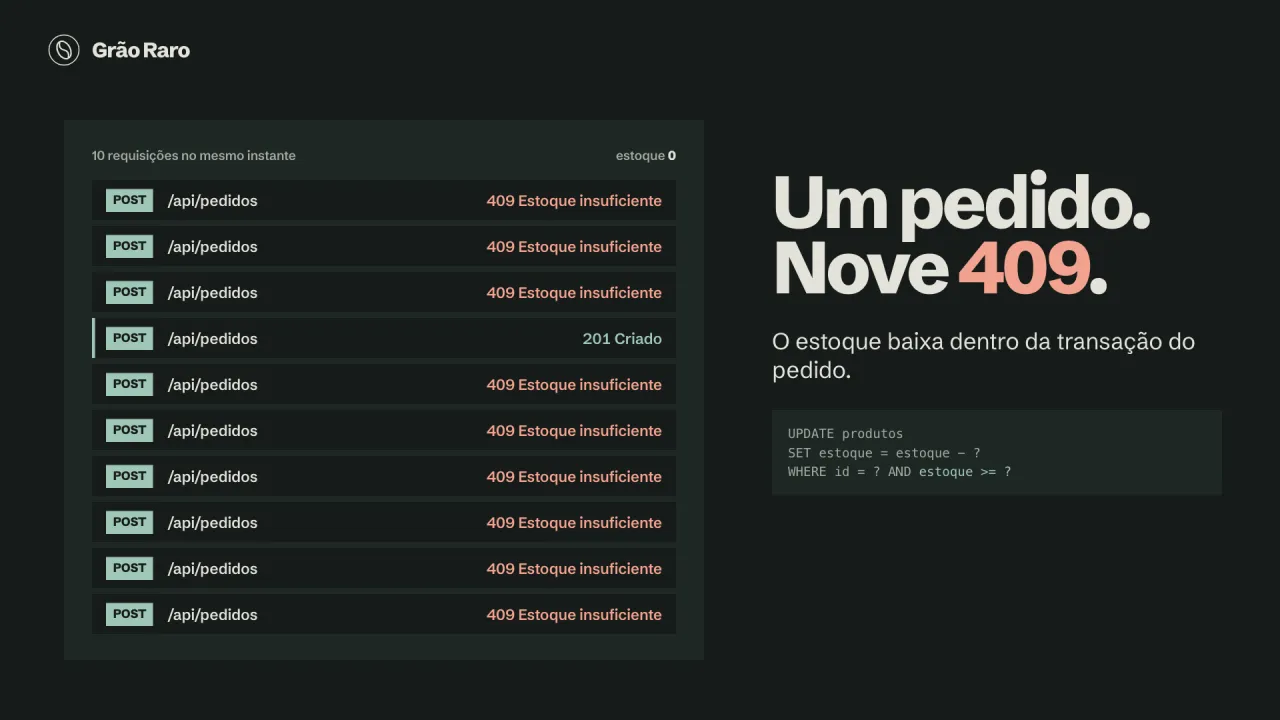 Grão Raro
10 requisições no mesmo instante
estoque 0
POST /api/pedidos 409 Estoque insuficiente
POST /api/pedidos 409 Estoque insuficiente
POST /api/pedidos 409 Estoque insuficiente
POST /api/pedidos 201 Criado
POST /api/pedidos 409 Estoque insuficiente
POST /api/pedidos 409 Estoque insuficiente
POST /api/pedidos 409 Estoque insuficiente
POST /api/pedidos 409 Estoque insuficiente
POST /api/pedidos 409 Estoque insuficiente
POST /api/pedidos 409 Estoque insuficiente
Um pedido.
Nove 409.
O estoque baixa dentro da transação do
pedido.
UPDATE produtos
SET estoque = estoque − ?
WHERE id = ? AND estoque >= ?